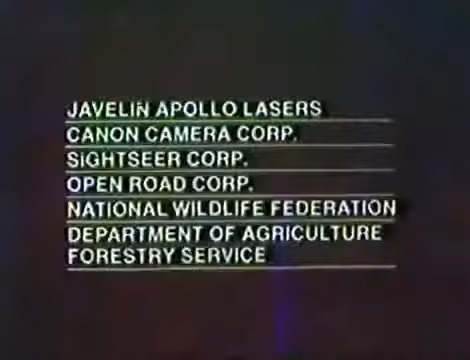 JAVELIN APOLLO LASERS
CANON CAMERA CORP.
SIGHTSEER CORP.
OPEN ROAD CORP.
NATIONAL WILDLIFE FEDERATION
DEPARTMENT OF AGRICULTURE
FORESTRY SERVICE